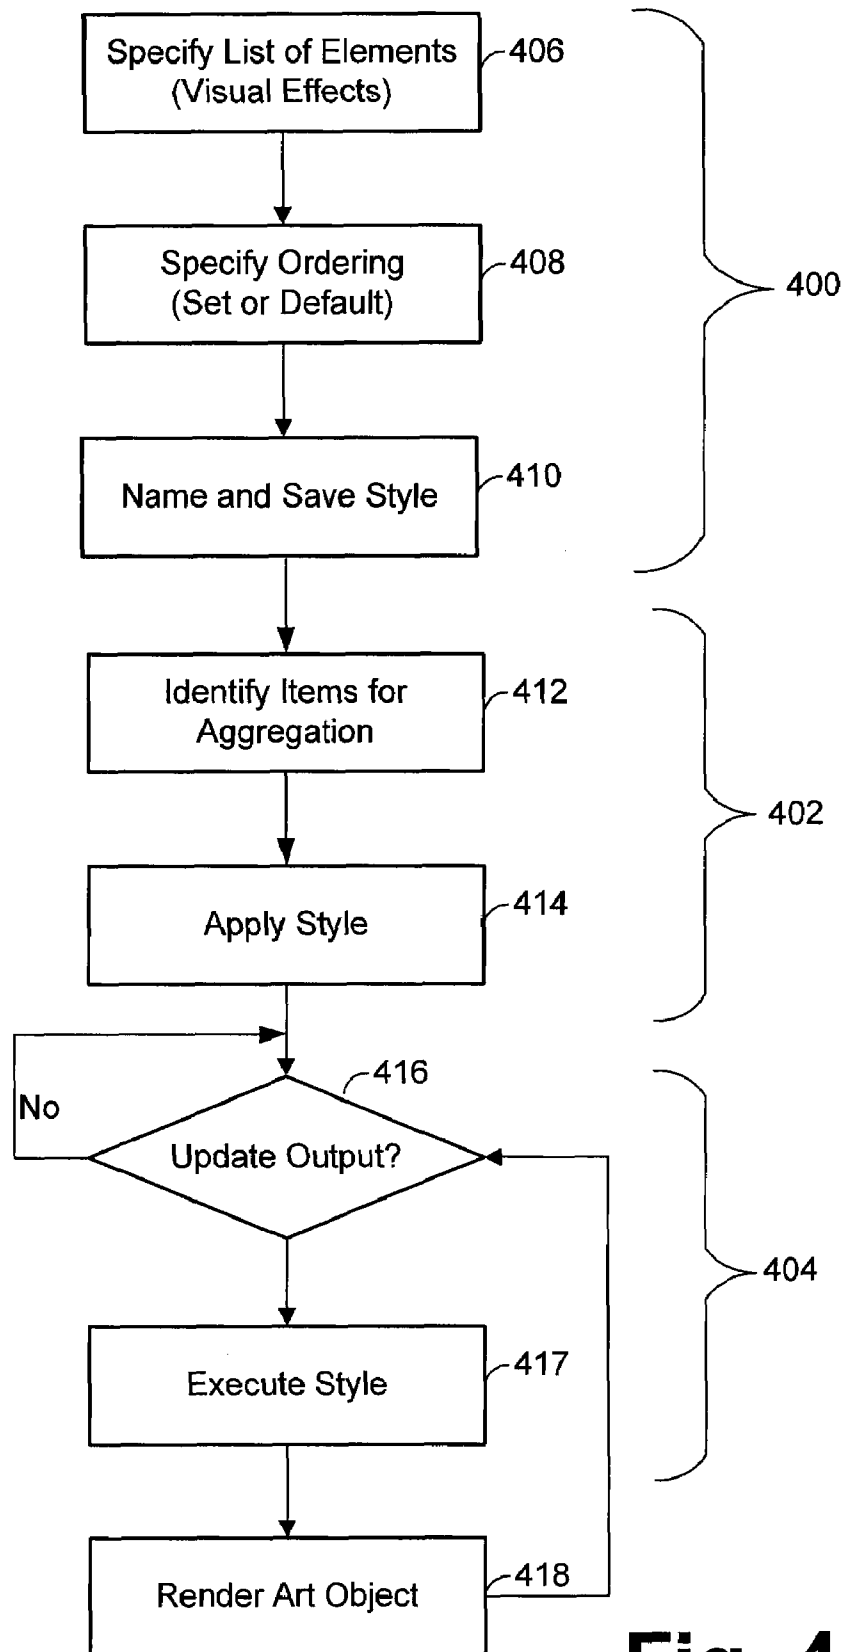 Specify List of Elements
(Visual Effects)
406
Specify Ordering
(Set or Default)
408
400
Name and Save Style
410
Identify Items for
Aggregation
412
402
Apply Style
414
416
No
Update Output?
404
Execute Style
417
Render Art Object
418